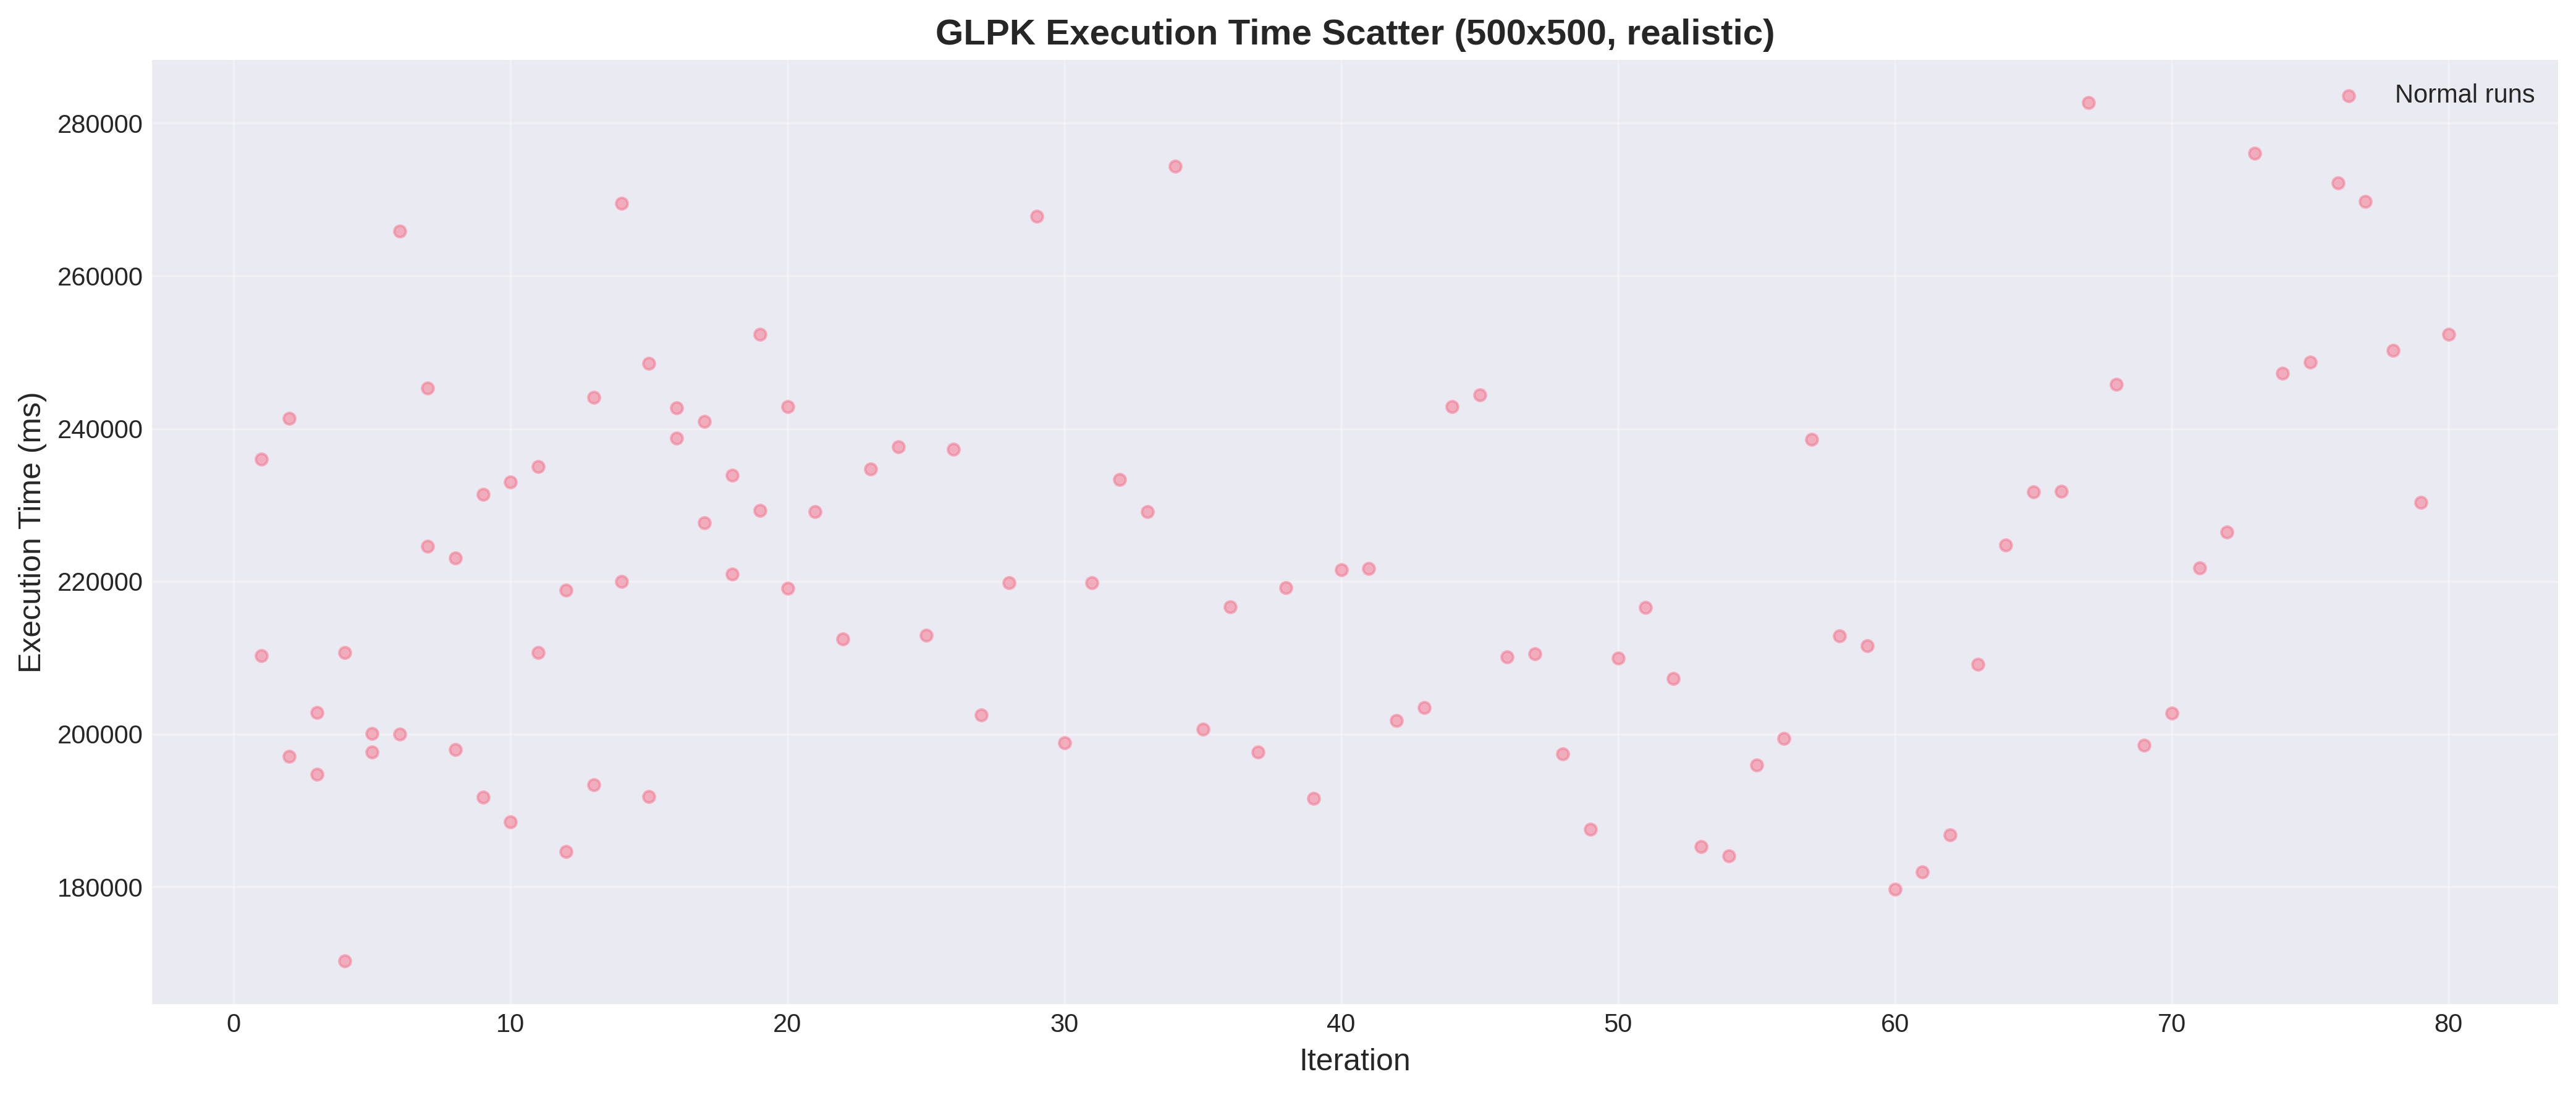 GLPK Execution Time Scatter (500x500, realistic)
Normal runs
Execution Time (ms)
280000
260000
240000
220000
200000
180000
0 10 20 30 40 50 60 70 80
Iteration